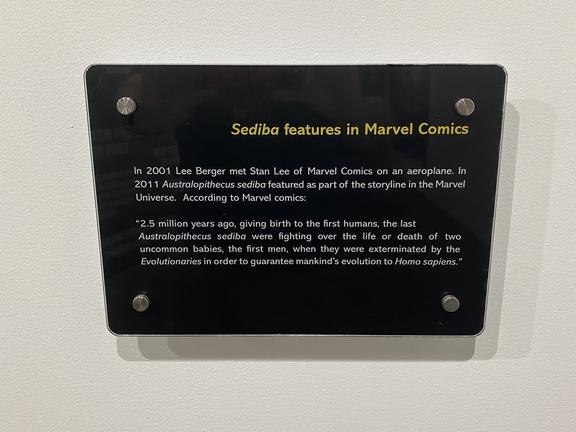 Sediba features in Marvel Comics
In 2001 Lee Berger met Stan Lee of Marvel Comics on an aeroplane. In
2011 Australopithecus sediba featured as part of the storyline in the Marvel
Universe. According to Marvel comics:
“2.5 million years ago, giving birth to the first humans, the last
Australopithecus sediba were fighting over the life or death of two
uncommon babies, the first men, when they were exterminated by the
Evolutionaries in order to guarantee mankind’s evolution to Homo sapiens.”